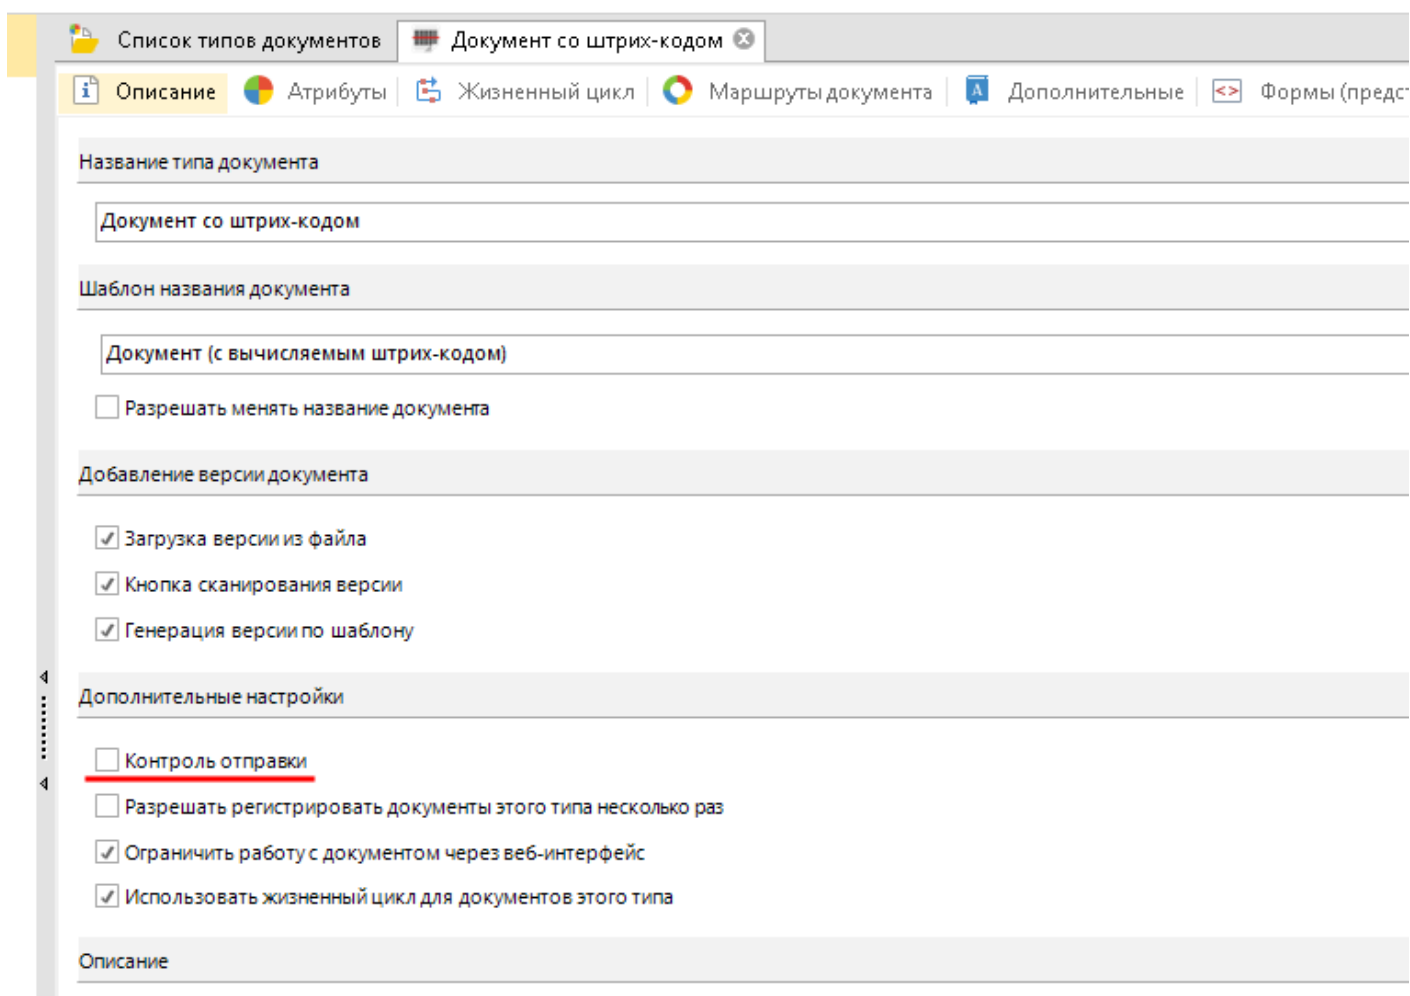 Список типов документов
Документ со штрих-кодом
Описание
Атрибуты
Жизненный цикл
Маршруты документа
Дополнительные
Формы (предст
Название типа документа
Документ со штрих-кодом
Шаблон названия документа
Документ (с вычисляемым штрих-кодом)
Разрешать менять название документа
Добавление версии документа
Загрузка версии из файла
Кнопка сканирования версии
Генерация версии по шаблону
Дополнительные настройки
Контроль отправки
Разрешать регистрировать документы этого типа несколько раз
Ограничить работу с документом через веб-интерфейс
Использовать жизненный цикл для документов этого типа
Описание